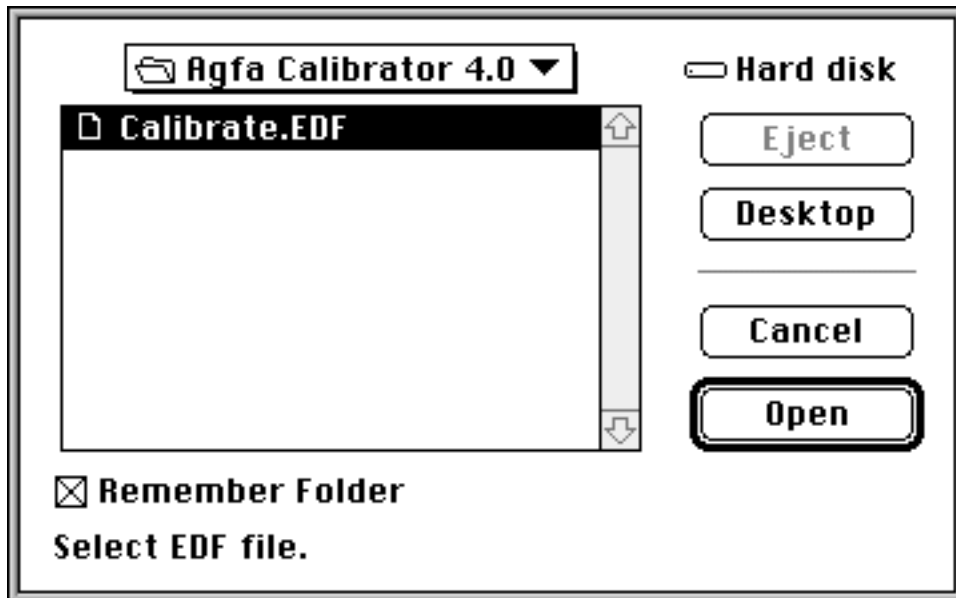 Agfa Calibrator 4.0
Hard disk
Calibrate.EDF
Eject
Desktop
Cancel
Open
Remember Folder
Select EDF file.